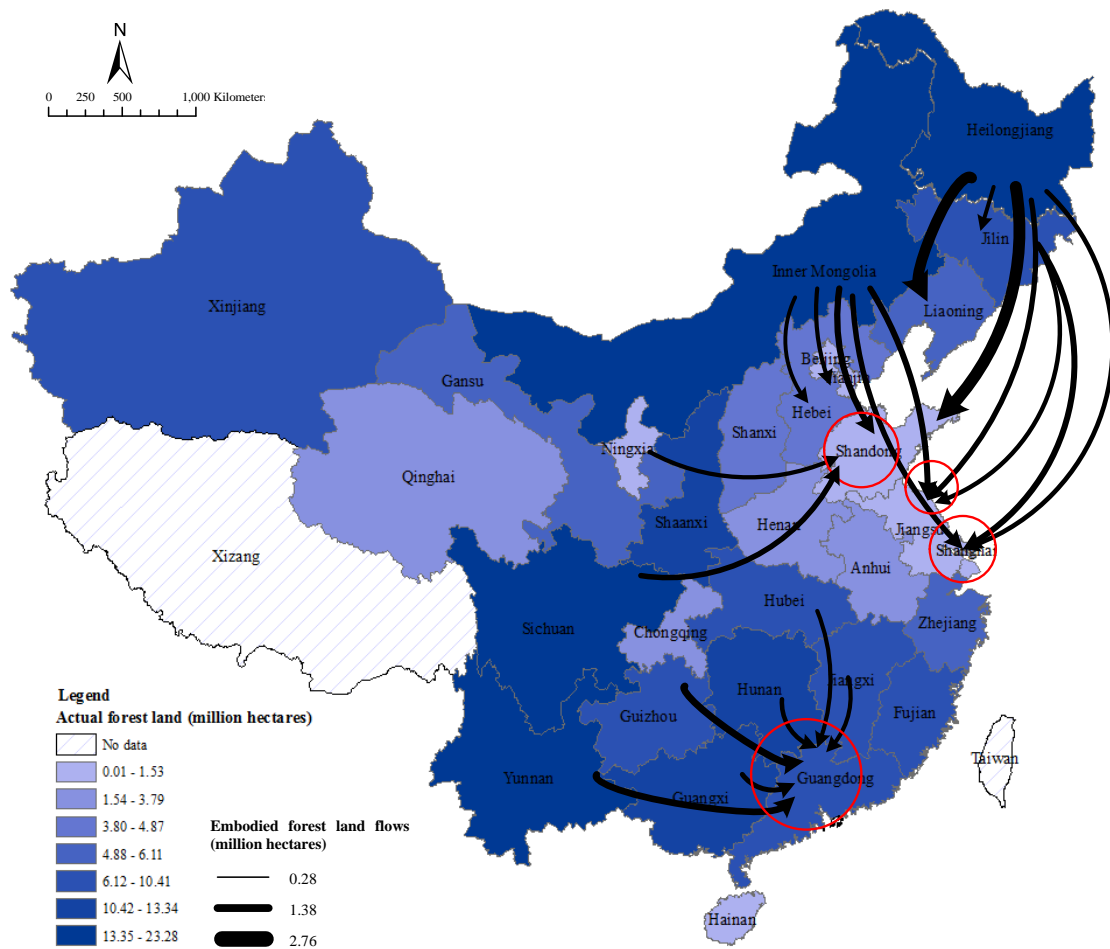 N
0 250 500 1,000 Kilometers
Heilongjiang
Jilin
Inner Mongolia
Xinjiang
Liaoning
Beijing
Tianjin
Gansu
Hebei
Shanxi
Ningxia
Shandong
Qinghai
Shaanxi
Henan
Jiangsu
Shanghai
Xizang
Anhui
Hubei
Sichuan
Zhejiang
Chongqing
Jiangxi
Hunan
Guizhou
Fujian
Taiwan
Yunnan
Guangxi
Guangdong
Hainan
Legend
Actual forest land (million hectares)
No data
0.01 - 1.53
1.54 - 3.79
3.80 - 4.87
4.88 - 6.11
6.12 - 10.41
10.42 - 13.34
13.35 - 23.28
Embodied forest land flows
(million hectares)
0.28
1.38
2.76